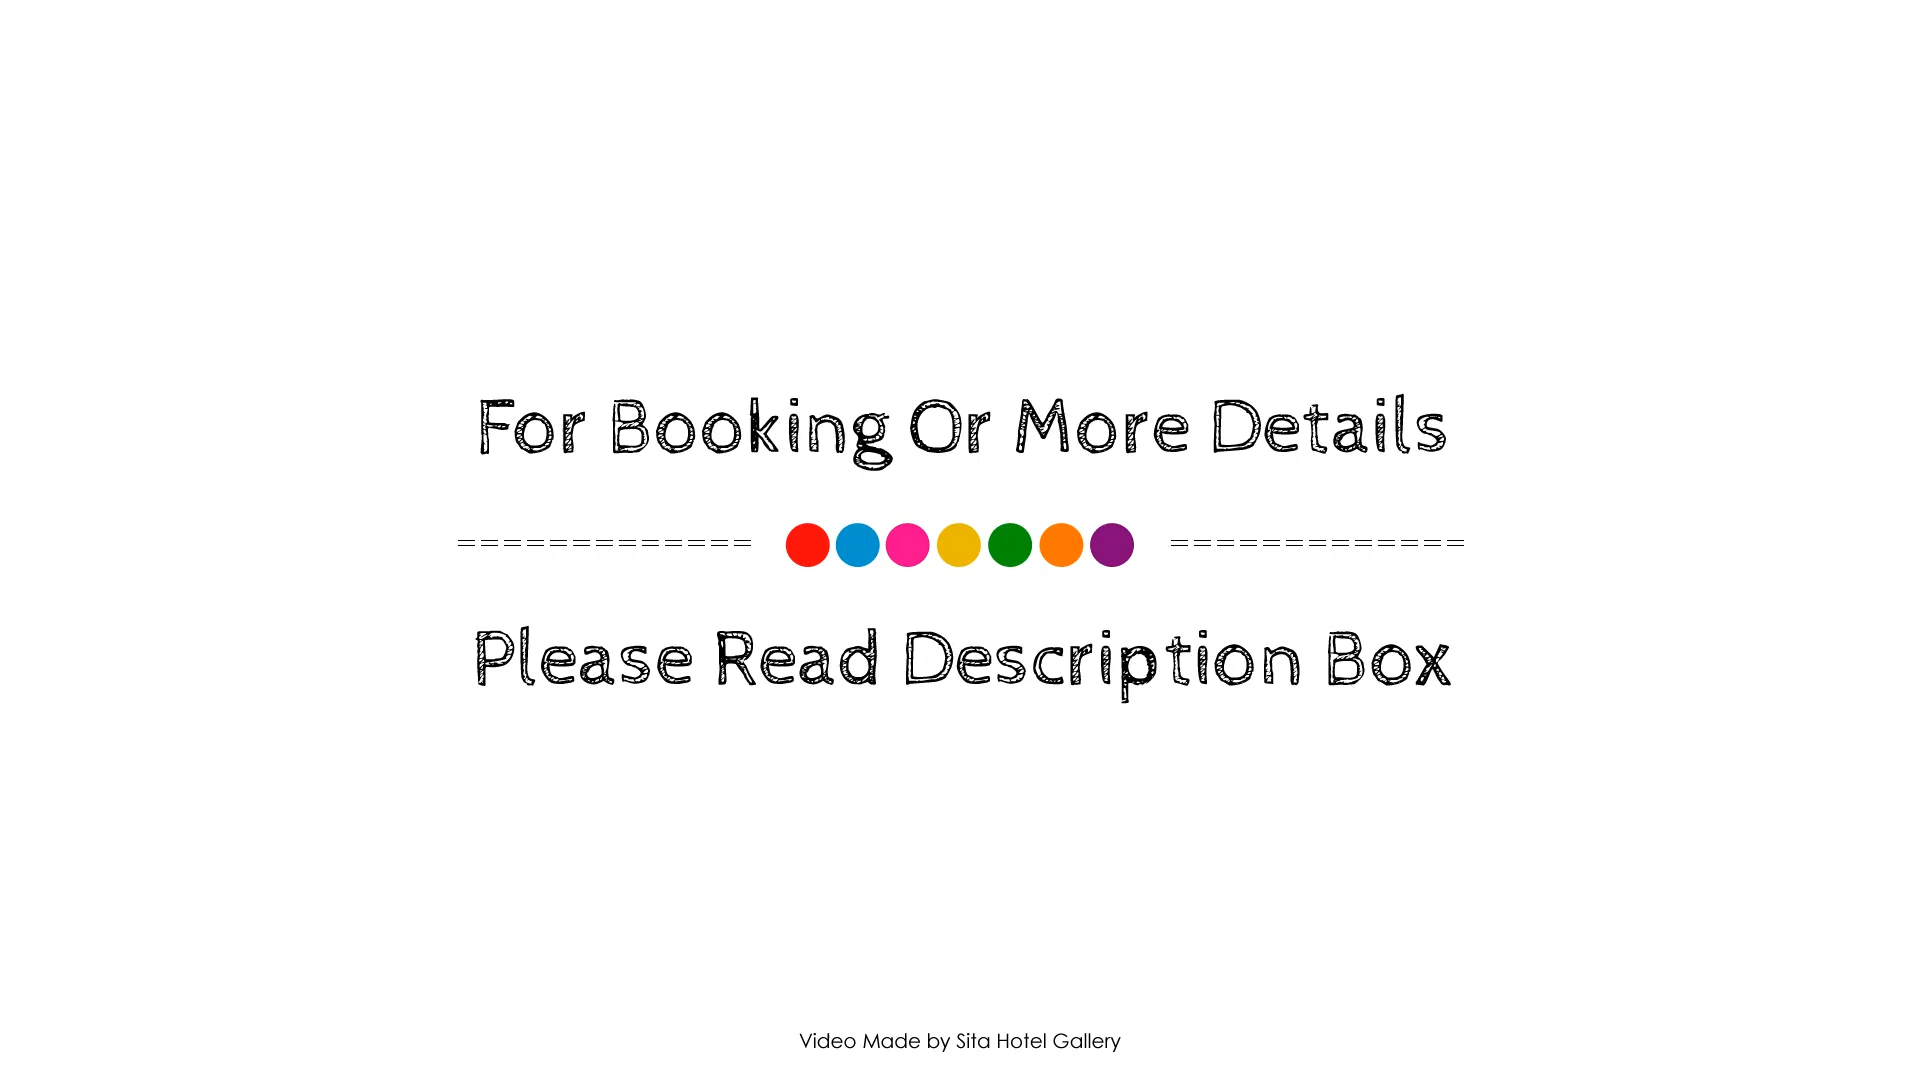 For Booking Or More Details
============= =============
Please Read Description Box
Video Made by Sita Hotel Gallery